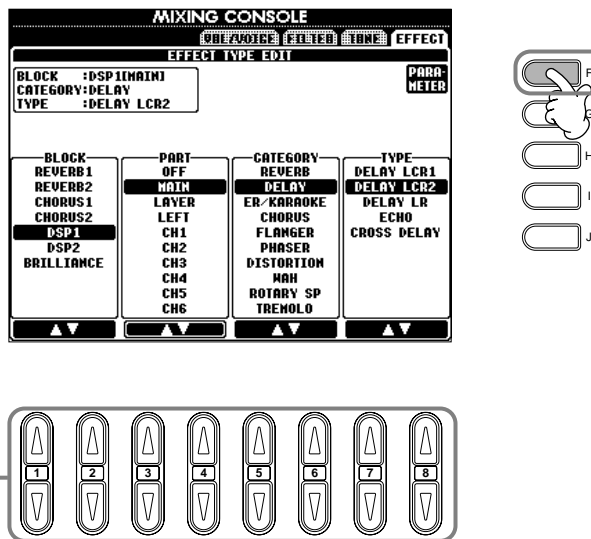 MIXING CONSOLE
VOL/VOICE FILTER TUNE EFFECT
EFFECT TYPE EDIT
BLOCK :DSP1[MAIN]
CATEGORY:DELAY
TYPE :DELAY LCR2
PARA-
METER
BLOCK PART CATEGORY TYPE
REVERB1 OFF REVERB DELAY LCR1
REVERB2 MAIN DELAY DELAY LCR2
CHORUS1 LAYER ER/KARAOKE DELAY LR
CHORUS2 LEFT CHORUS ECHO
DSP1 CH1 FLANGER CROSS DELAY
DSP2 CH2 PHASER
BRILLIANCE CH3 DISTORTION
CH4 WAH
CH5 ROTARY SP
CH6 TREMOLO
F
G
H
I
J
1 2 3 4 5 6 7 8